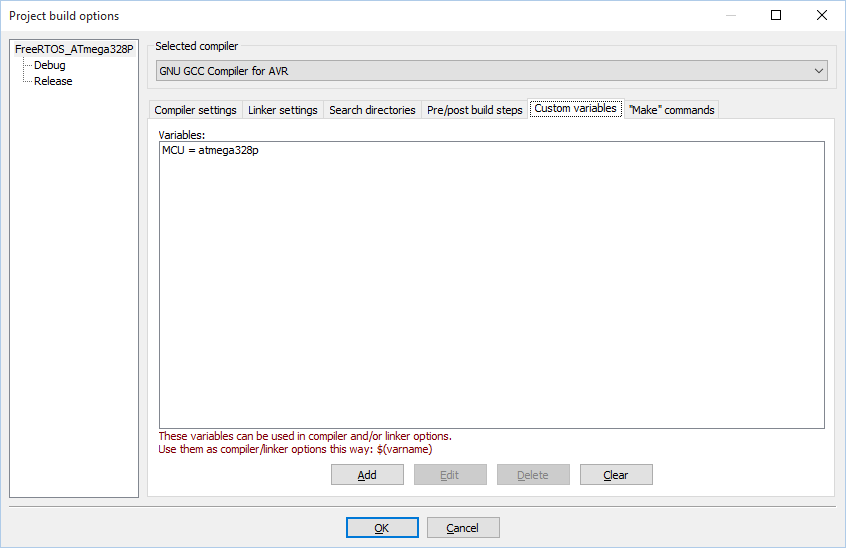 Project build options
FreeRTOS_ATmega328P
Debug
Release
Selected compiler
GNU GCC Compiler for AVR
Compiler settings
Linker settings
Search directories
Pre/post build steps
Custom variables
"Make" commands
Variables:
MCU = atmega328p
These variables can be used in compiler and/or linker options.
Use them as compiler/linker options this way: $(varname)
Add
Edit
Delete
Clear
OK
Cancel